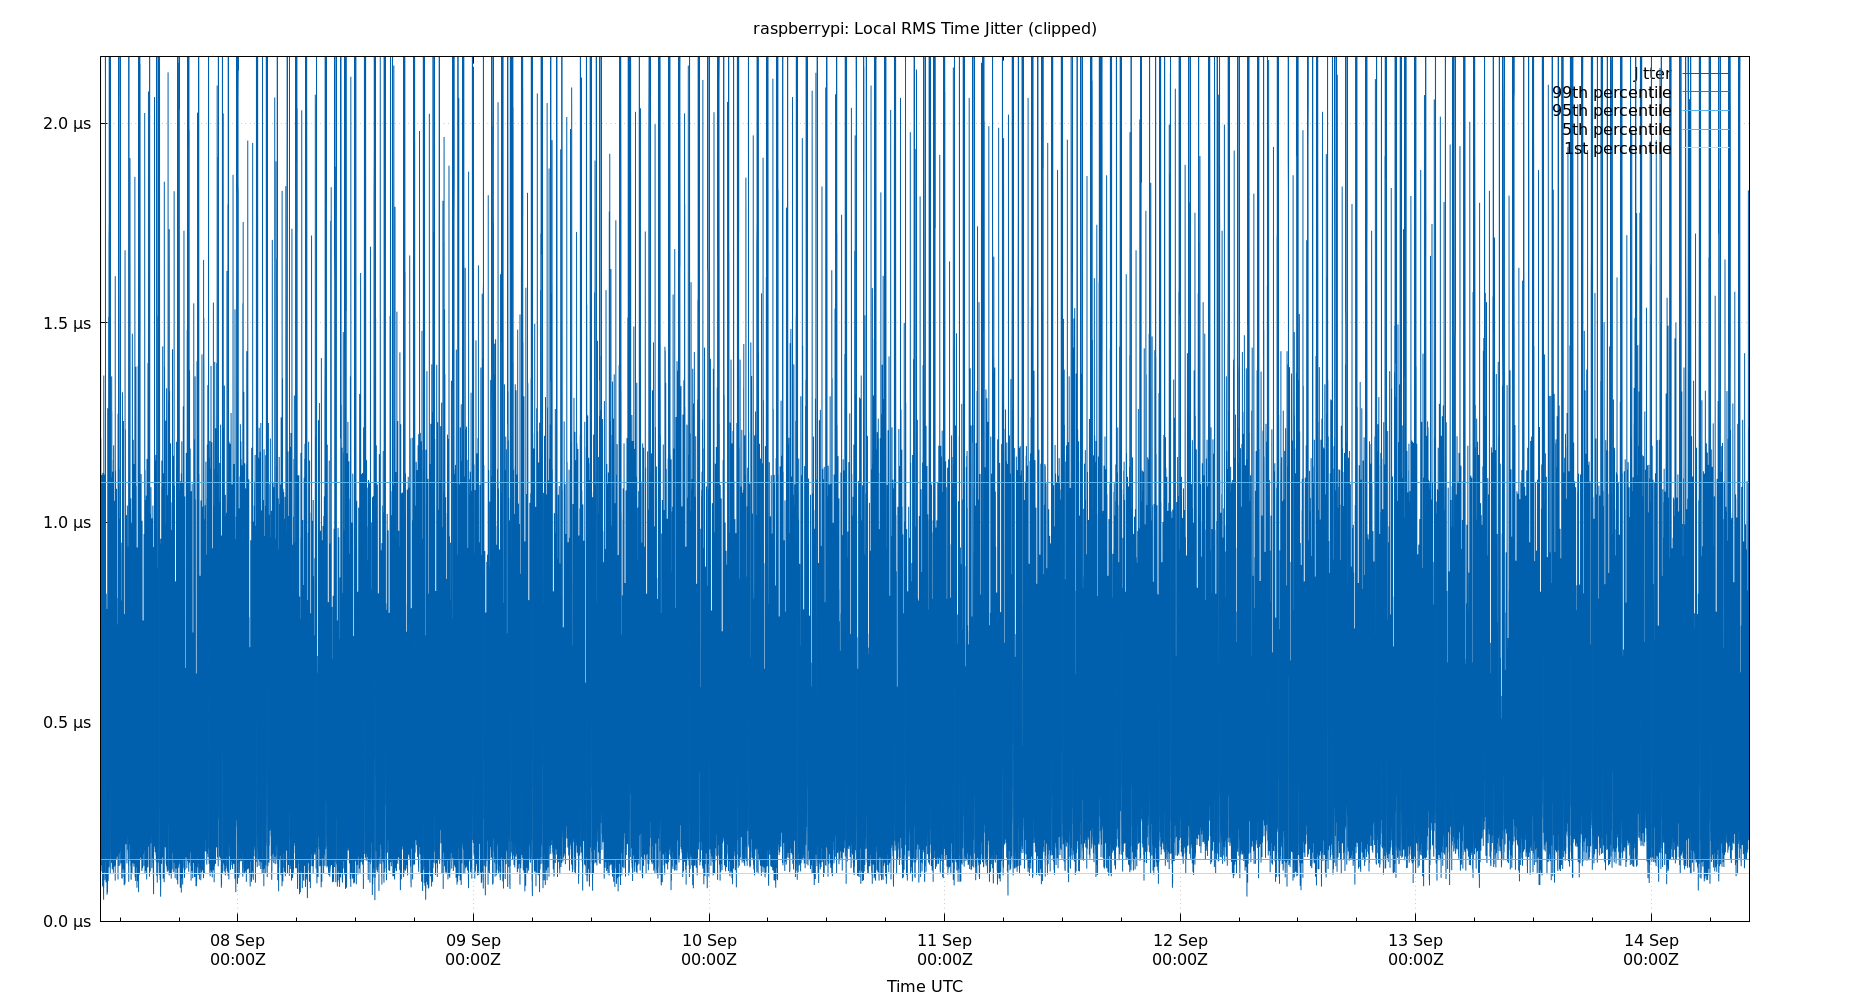 raspberrypi: Local RMS Time Jitter (clipped)
Jitter
99th percentile
95th percentile
5th percentile
1st percentile
2.0 µs
1.5 µs
1.0 µs
0.5 µs
0.0 µs
08 Sep 09 Sep 10 Sep 11 Sep 12 Sep 13 Sep 14 Sep
00:00Z 00:00Z 00:00Z 00:00Z 00:00Z 00:00Z 00:00Z
Time UTC